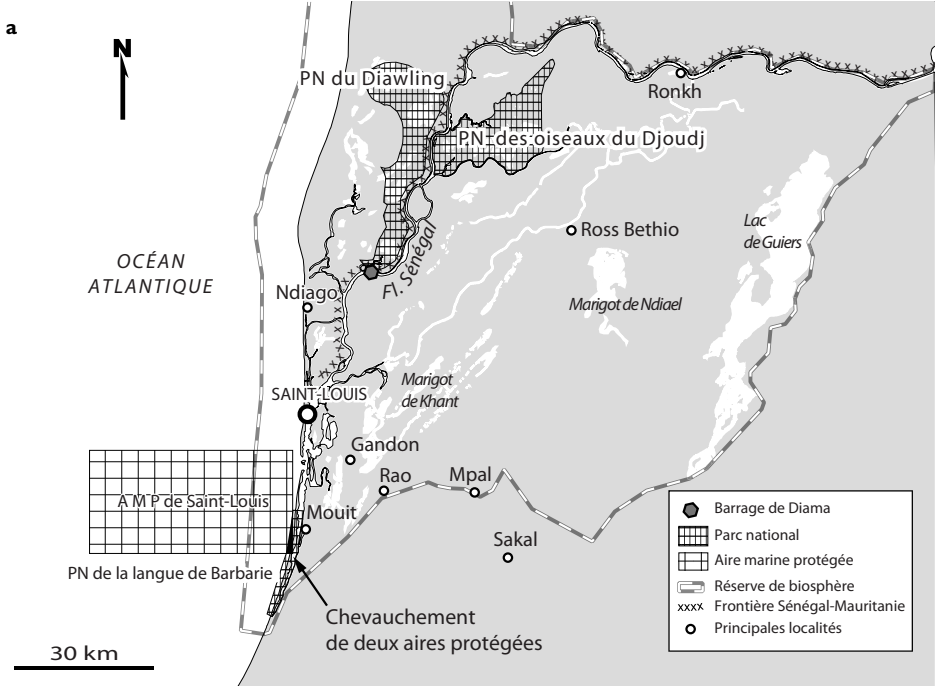 a
N
PN du Diawling
Ronkh
PN des oiseaux du Djoudj
Lac
de Guiers
Ross Bethio
Fl. Sénégal
OCÉAN
ATLANTIQUE
Ndiago
Marigot de Ndiael
SAINT-LOUIS
Marigot
de Khant
Gandon
Rao
Mpal
A M P de Saint-Louis
Mouit
Sakal
PN de la langue de Barbarie
Chevauchement
de deux aires protégées
30 km
Barrage de Diama
Parc national
Aire marine protégée
Réserve de biosphère
xxxx Frontière Sénégal-Mauritanie
Principales localités